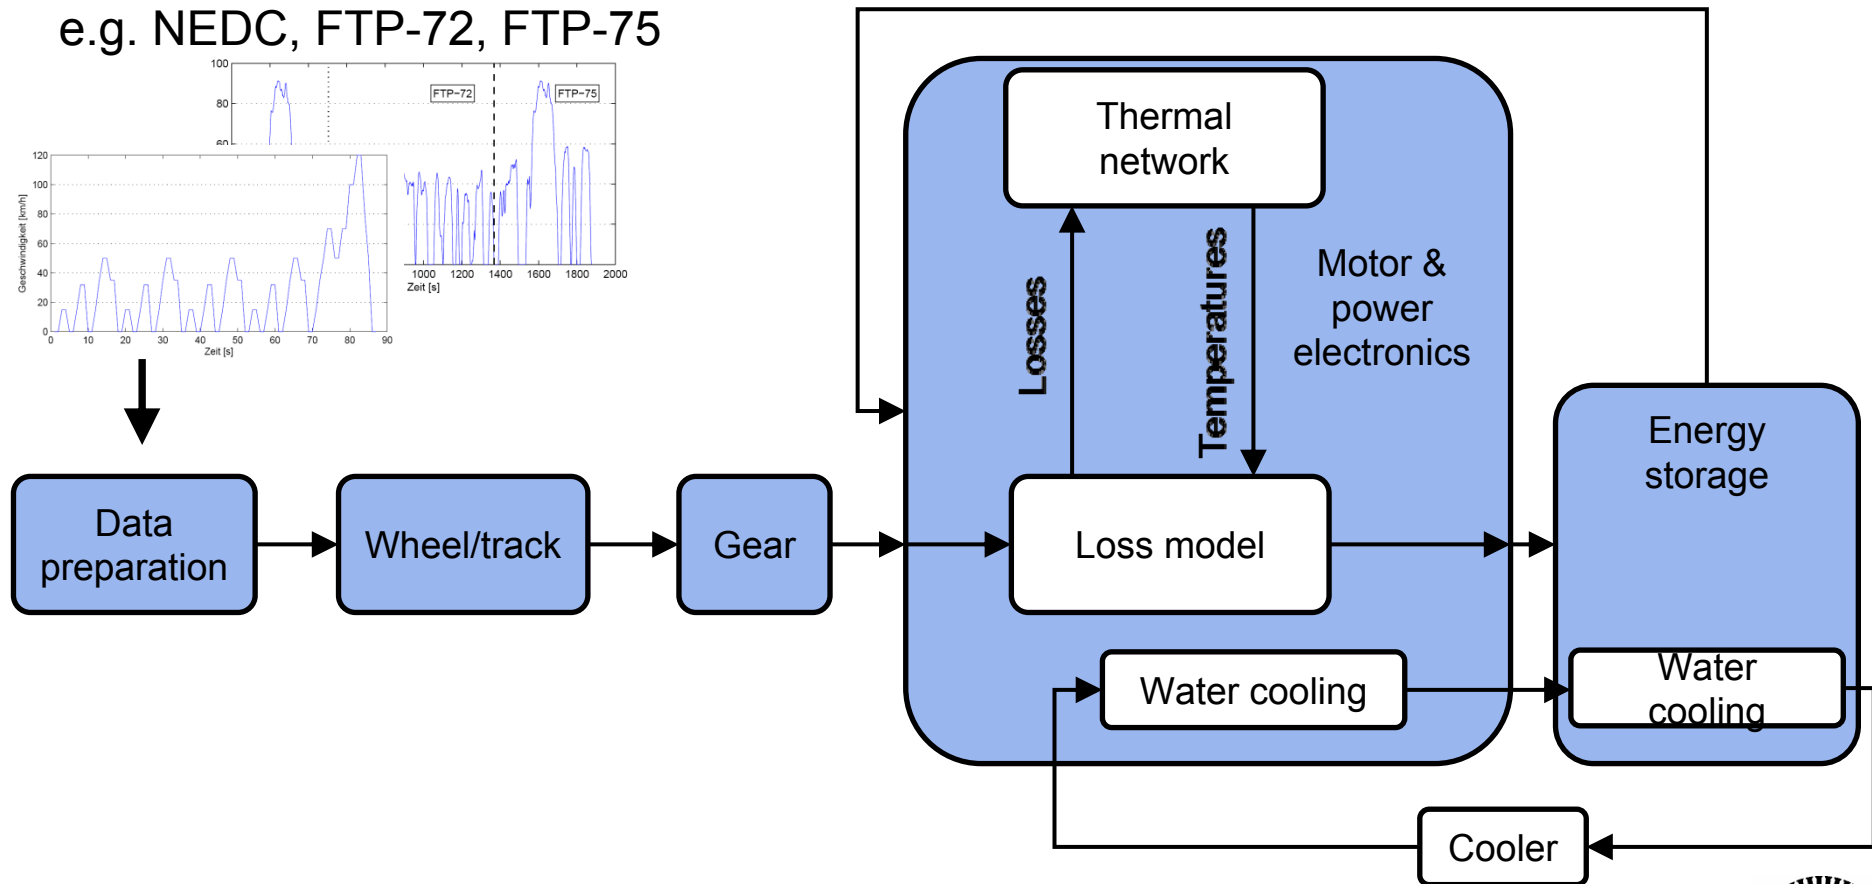 e.g. NEDC, FTP-72, FTP-75
100
80
60
FTP-72
FTP-75
1000 1200 1400 1600 1800 2000
Zeit [s]
Geschwindigkeit [km/h]
120
100
80
60
40
20
0
0 10 20 30 40 50 60 70 80 90
Zeit [s]
Thermal
network
Losses
Temperatures
Motor &
power
electronics
Energy
storage
Data
preparation
Wheel/track
Gear
Loss model
Water cooling
Water
cooling
Cooler